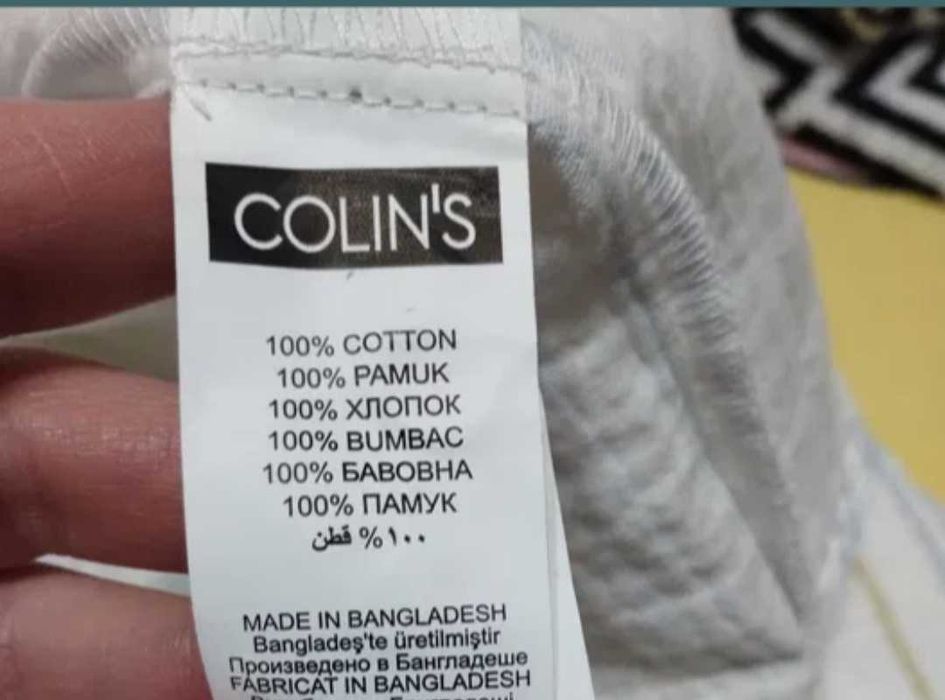 COLIN'S
100% COTTON
100% PAMUK
100% ХЛОПОК
100% BUMBAC
100% БАВОВНА
100% ПАМУК
١٠٠ % قطن
MADE IN BANGLADESH
Bangladeş'te üretilmiştir
Произведено в Бангладеше
FABRICAT IN BANGLADESH